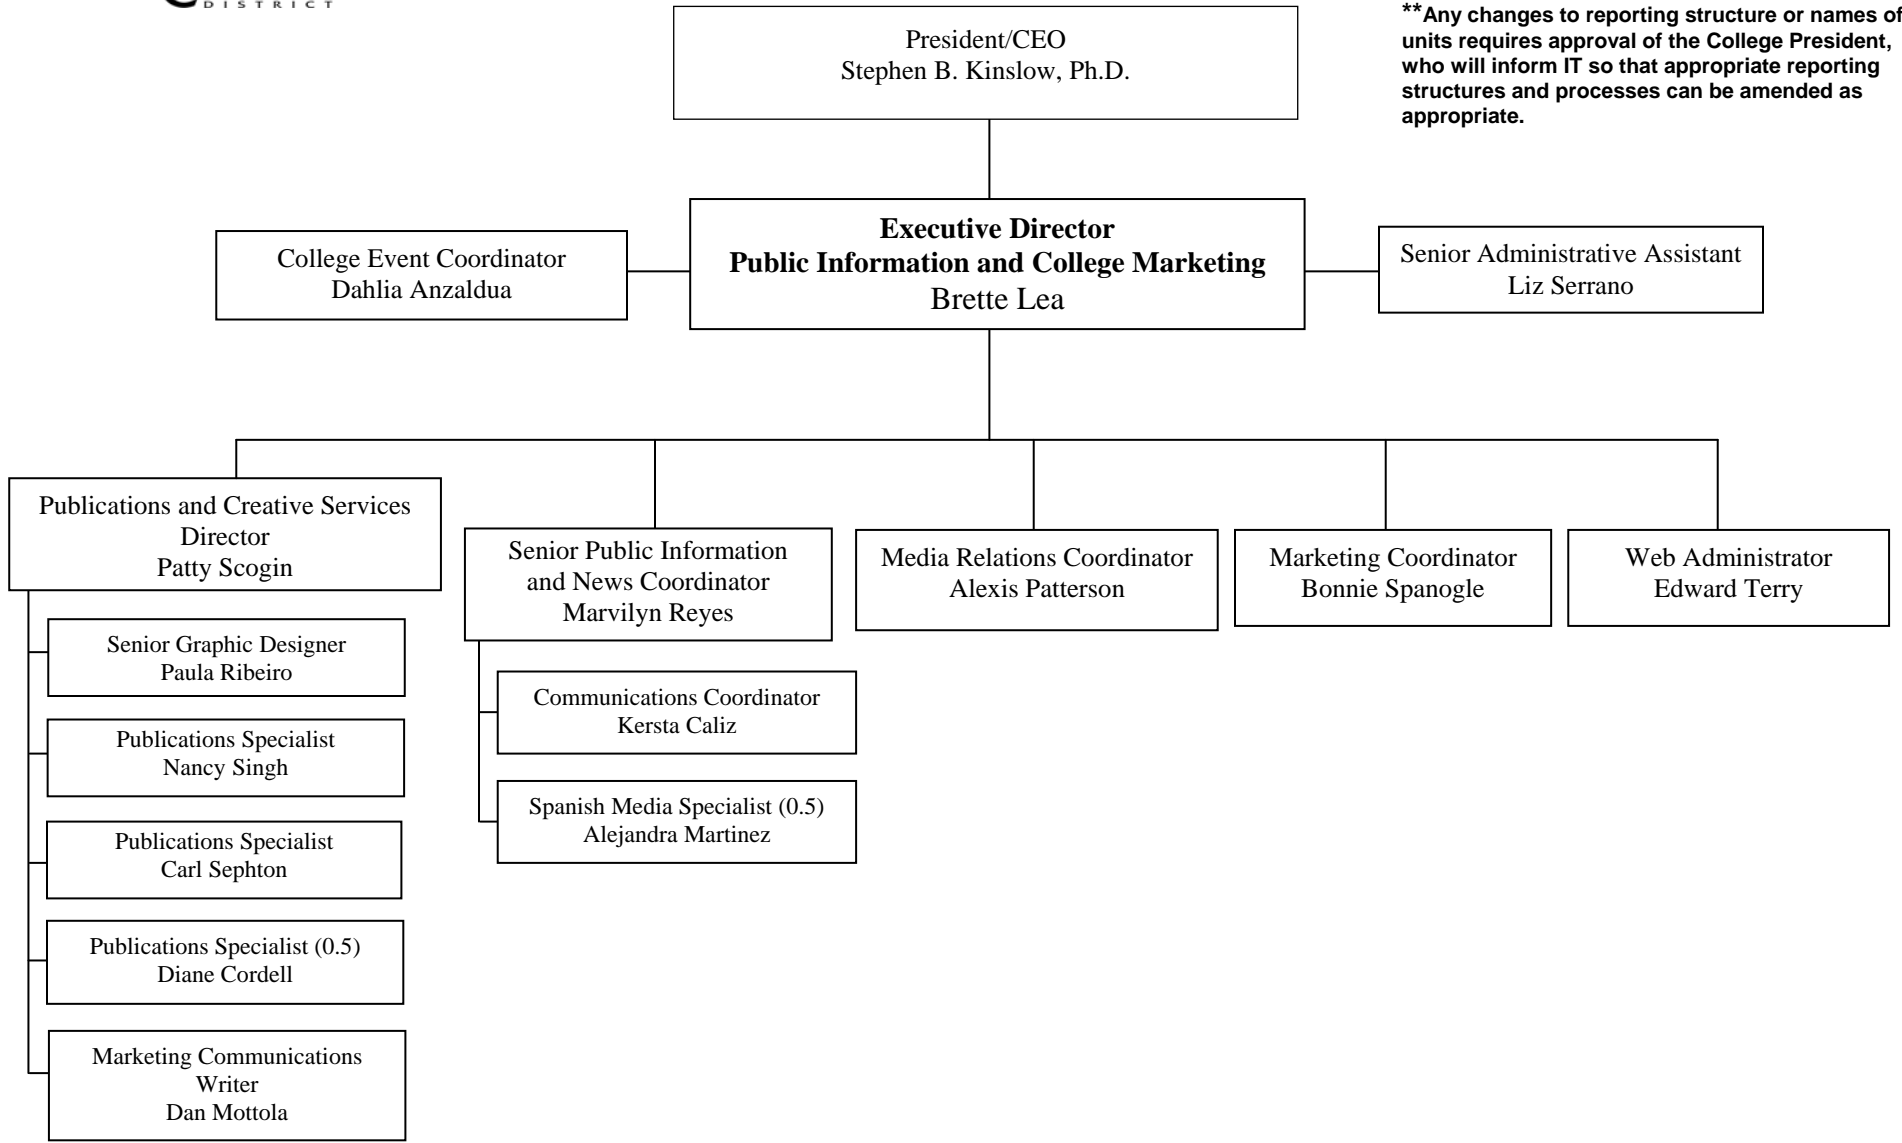 DISTRICT
President/CEO
Stephen B. Kinslow, Ph.D.
**Any changes to reporting structure or names of
units requires approval of the College President,
who will inform IT so that appropriate reporting
structures and processes can be amended as
appropriate.
College Event Coordinator
Dahlia Anzaldua
Executive Director
Public Information and College Marketing
Brette Lea
Senior Administrative Assistant
Liz Serrano
Publications and Creative Services
Director
Patty Scogin
Senior Graphic Designer
Paula Ribeiro
Publications Specialist
Nancy Singh
Publications Specialist
Carl Sephton
Publications Specialist (0.5)
Diane Cordell
Marketing Communications
Writer
Dan Mottola
Senior Public Information
and News Coordinator
Marvilyn Reyes
Communications Coordinator
Kersta Caliz
Spanish Media Specialist (0.5)
Alejandra Martinez
Media Relations Coordinator
Alexis Patterson
Marketing Coordinator
Bonnie Spanogle
Web Administrator
Edward Terry